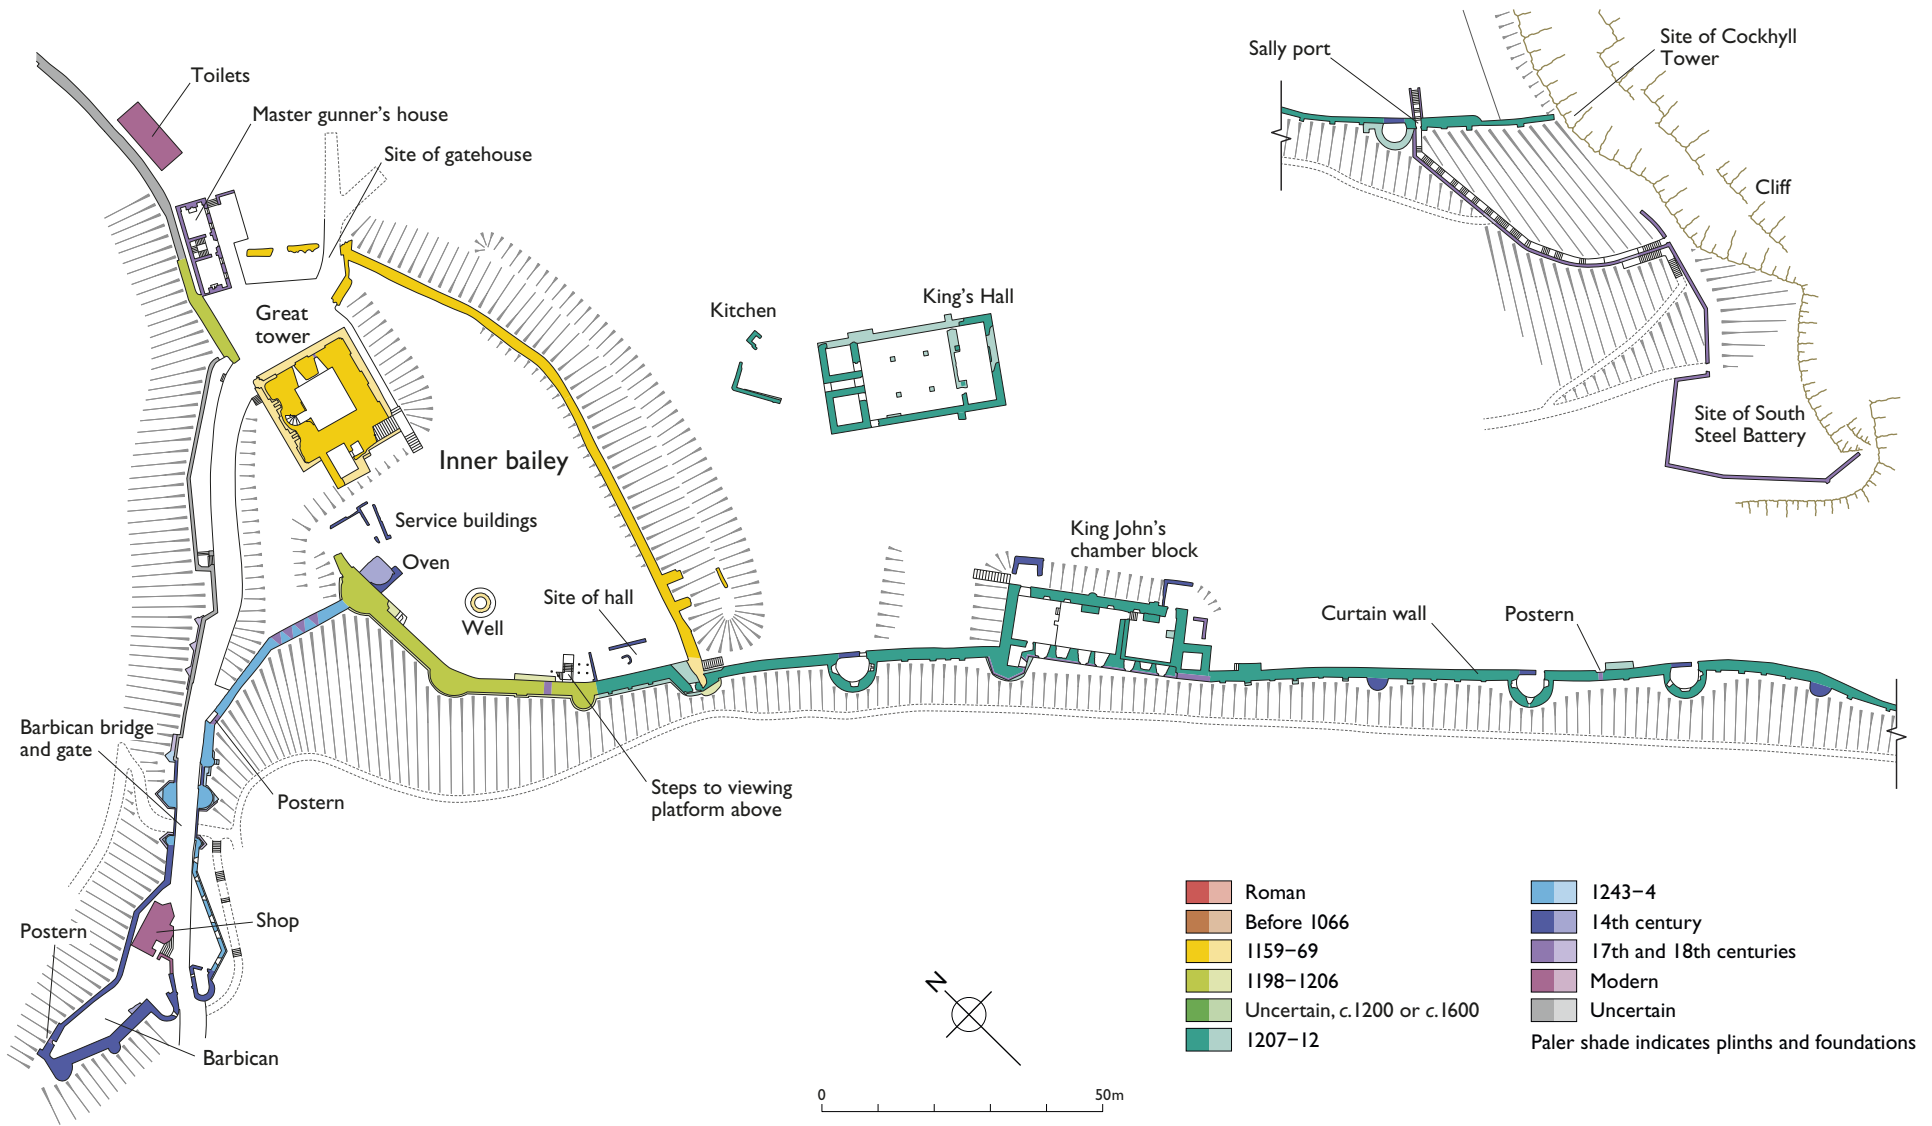 Toilets
Master gunner's house
Site of gatehouse
Great
tower
Inner bailey
Service buildings
Oven
Well
Site of hall
Kitchen
King's Hall
King John's
chamber block
Sally port
Site of Cockhyll
Tower
Cliff
Site of South
Steel Battery
Curtain wall
Postern
Barbican bridge
and gate
Postern
Steps to viewing
platform above
Shop
Postern
Barbican
N
0
50m
Roman
Before 1066
1159–69
1198–1206
Uncertain, c.1200 or c.1600
1207–12
1243–4
14th century
17th and 18th centuries
Modern
Uncertain
Paler shade indicates plinths and foundations